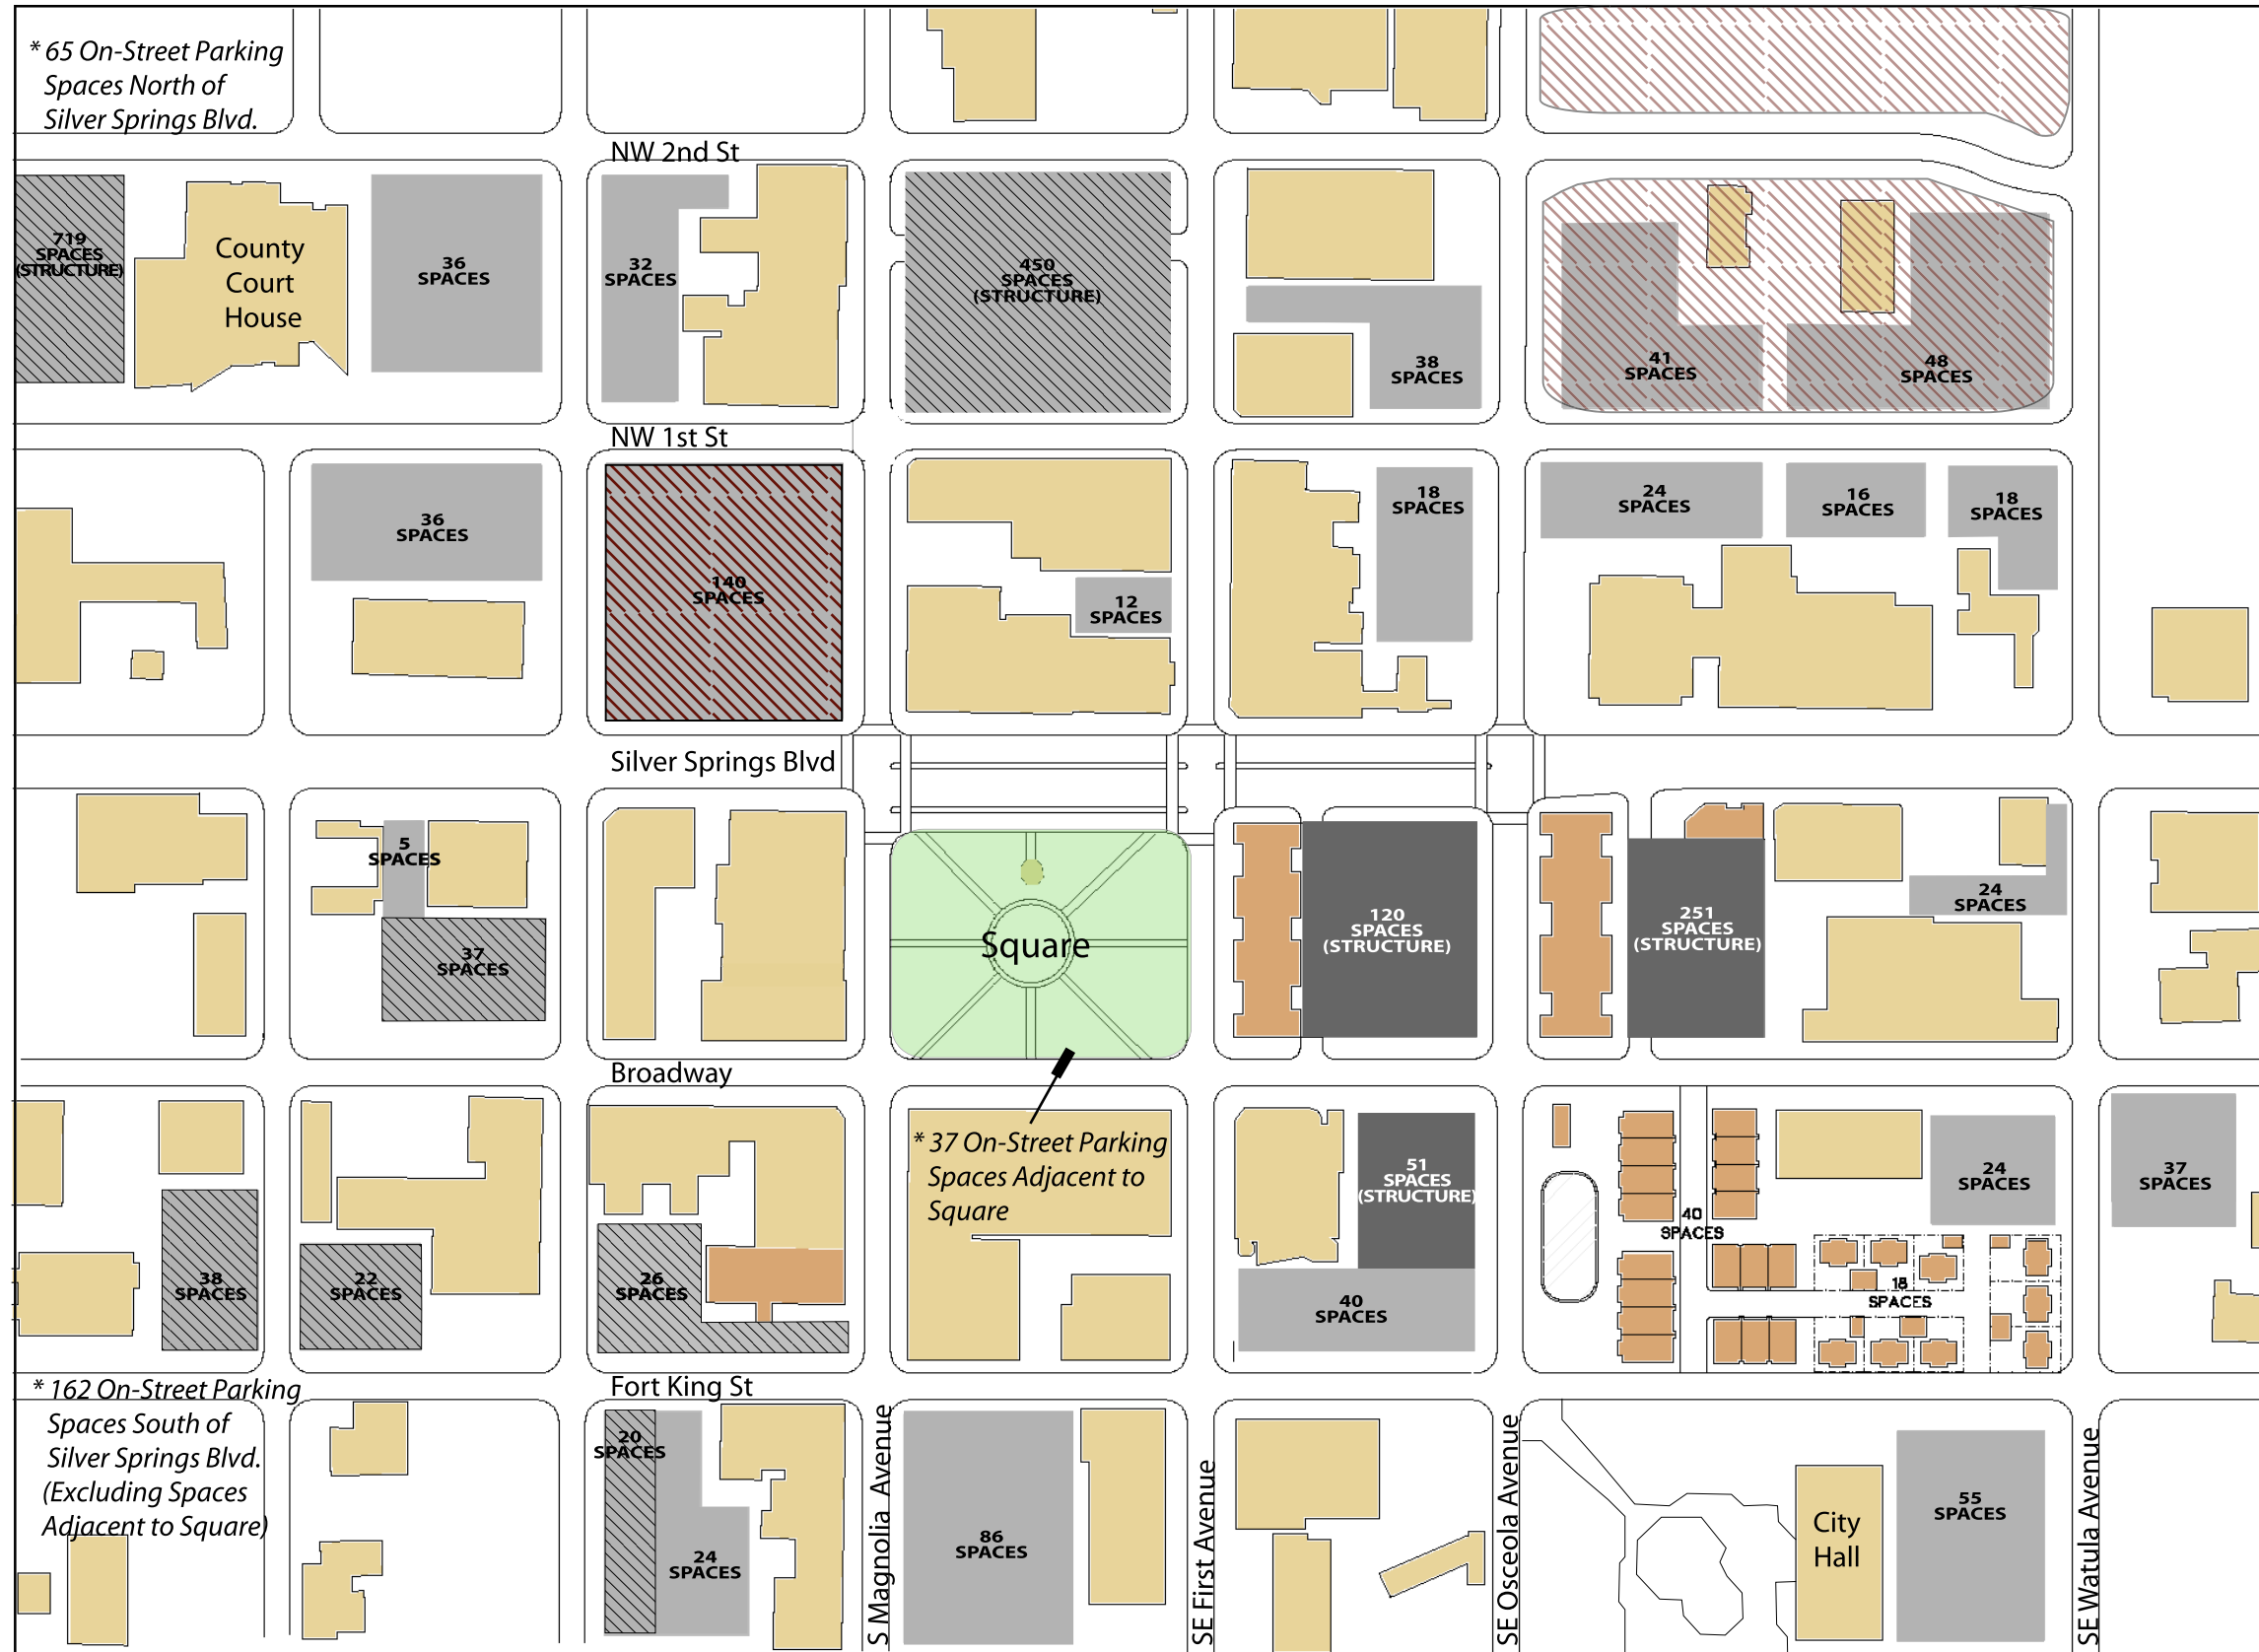 * 65 On-Street Parking
Spaces North of
Silver Springs Blvd.
NW 2nd St
719
SPACES
(STRUCTURE)
County
Court
House
36
SPACES
32
SPACES
450
SPACES
(STRUCTURE)
38
SPACES
41
SPACES
48
SPACES
NW 1st St
36
SPACES
140
SPACES
12
SPACES
18
SPACES
24
SPACES
16
SPACES
18
SPACES
Silver Springs Blvd
5
SPACES
37
SPACES
Square
120
SPACES
(STRUCTURE)
251
SPACES
(STRUCTURE)
24
SPACES
Broadway
* 37 On-Street Parking
Spaces Adjacent to
Square
38
SPACES
22
SPACES
26
SPACES
51
SPACES
(STRUCTURE)
40
SPACES
40
SPACES
18
SPACES
24
SPACES
37
SPACES
Fort King St
* 162 On-Street Parking
Spaces South of
Silver Springs Blvd.
(Excluding Spaces
Adjacent to Square)
20
SPACES
24
SPACES
S Magnolia Avenue
86
SPACES
SE First Avenue
SE Osceola Avenue
City
Hall
55
SPACES
SE Watula Avenue